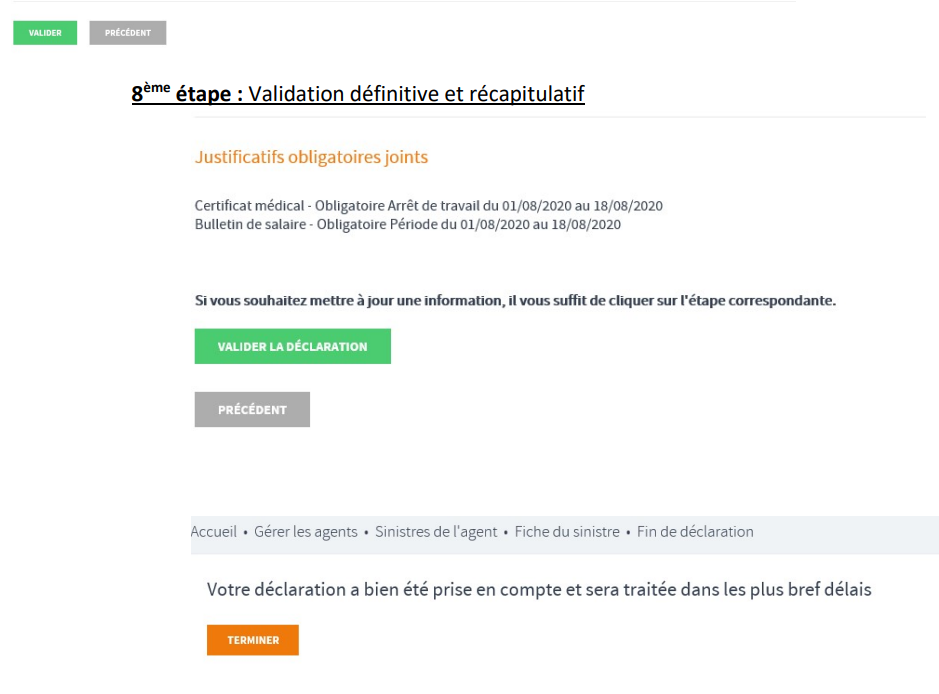 VALIDER PRÉCÉDENT
8ème étape : Validation définitive et récapitulatif
Justificatifs obligatoires joints
Certificat médical - Obligatoire Arrêt de travail du 01/08/2020 au 18/08/2020
Bulletin de salaire - Obligatoire Période du 01/08/2020 au 18/08/2020
Si vous souhaitez mettre à jour une information, il vous suffit de cliquer sur l'étape correspondante.
VALIDER LA DÉCLARATION
PRÉCÉDENT
Accueil • Gérer les agents • Sinistres de l'agent • Fiche du sinistre • Fin de déclaration
Votre déclaration a bien été prise en compte et sera traitée dans les plus bref délais
TERMINER